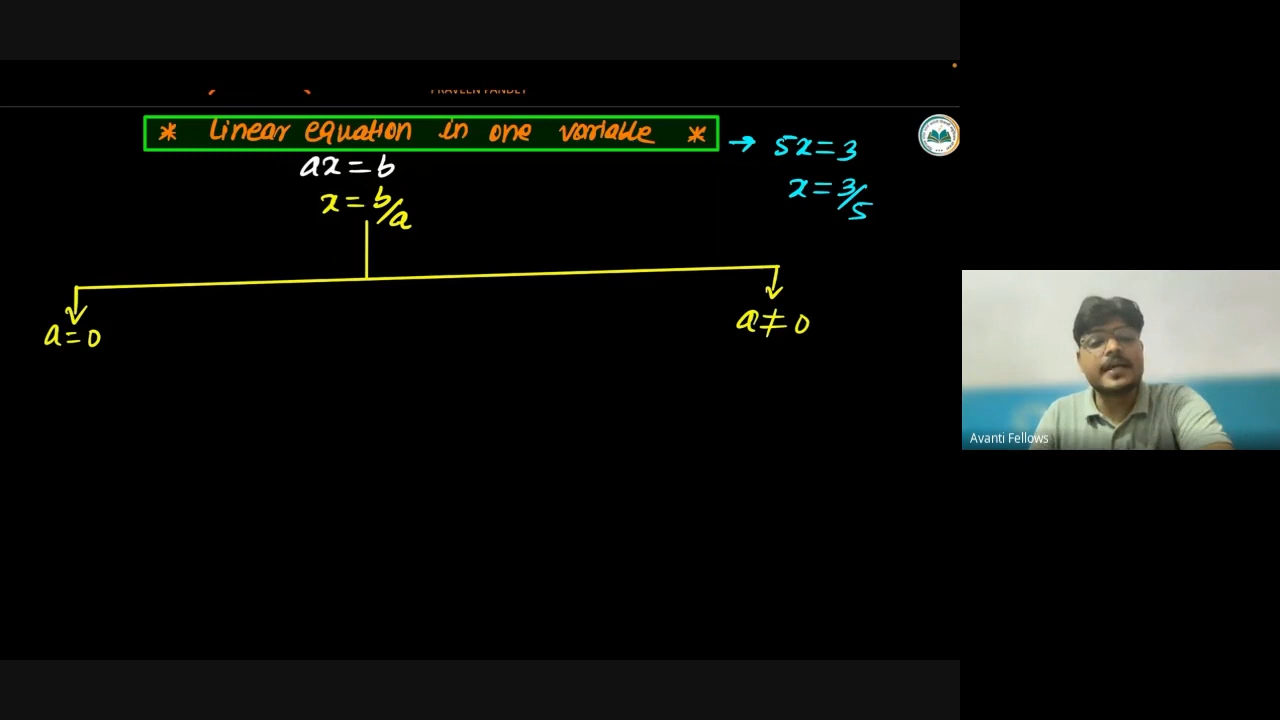 * Linear equation in one variable *
→ 5x = 3
x = 3/5
ax = b
x = b/a
a = 0
a ≠ 0
Avanti Fellows